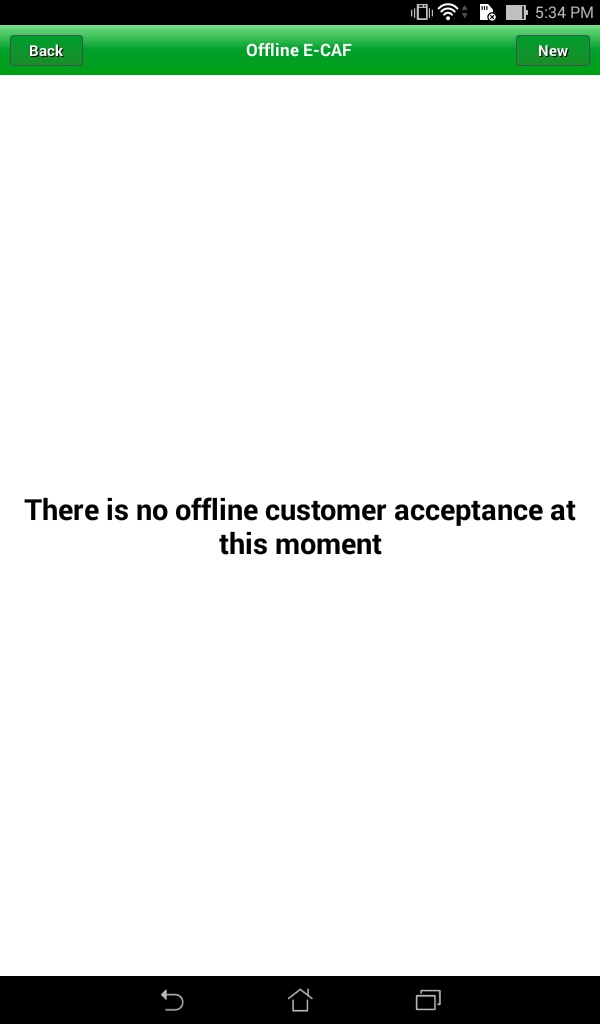 5:34 PM
Back
Offline E-CAF
New
There is no offline customer acceptance at
this moment